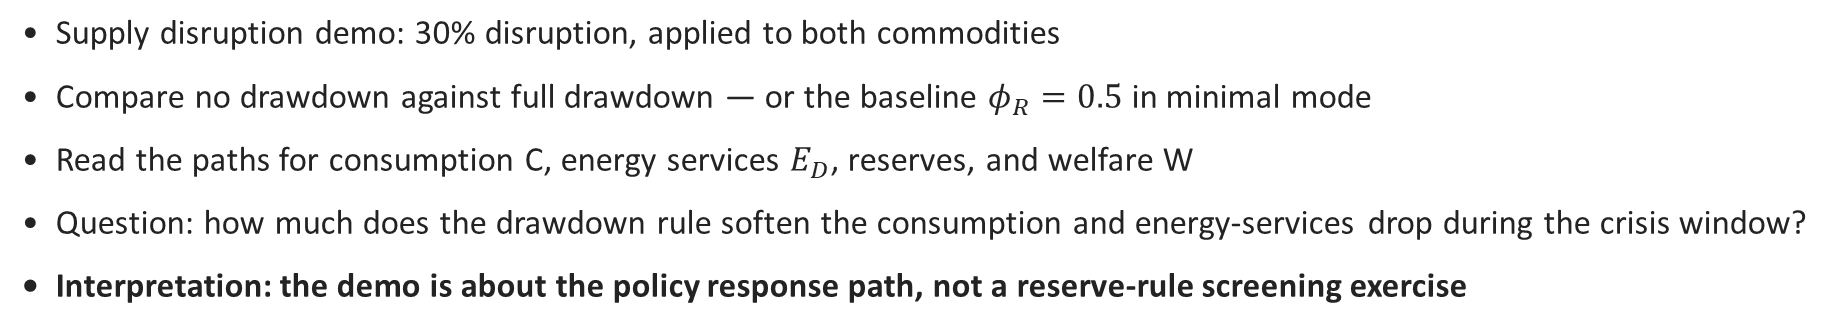 • Supply disruption demo: 30% disruption, applied to both commodities
• Compare no drawdown against full drawdown — or the baseline ϕ_R = 0.5 in minimal mode
• Read the paths for consumption C, energy services E_D, reserves, and welfare W
• Question: how much does the drawdown rule soften the consumption and energy-services drop during the crisis window?
• Interpretation: the demo is about the policy response path, not a reserve-rule screening exercise